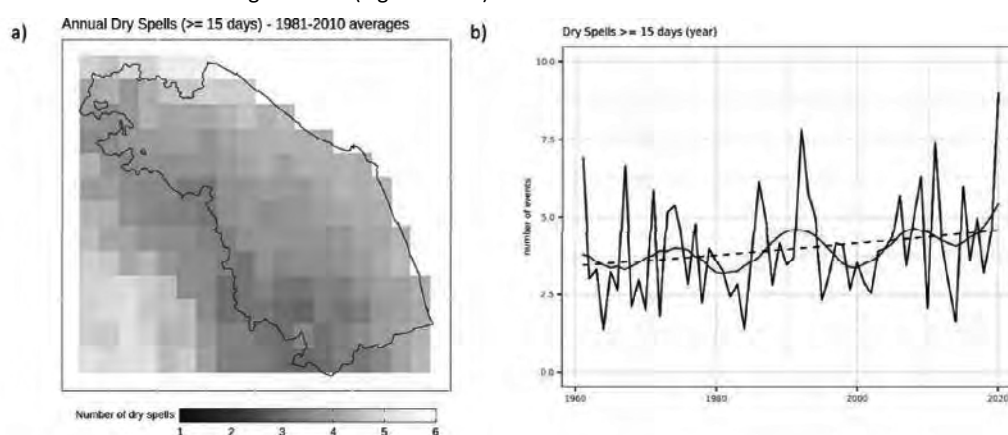 a)
Annual Dry Spells (>= 15 days) - 1981-2010 averages
Number of dry spells
1 2 3 4 5 6
b)
Dry Spells >= 15 days (year)
number of events
10.0
7.5
5.0
2.5
0.0
1960 1980 2000 2020